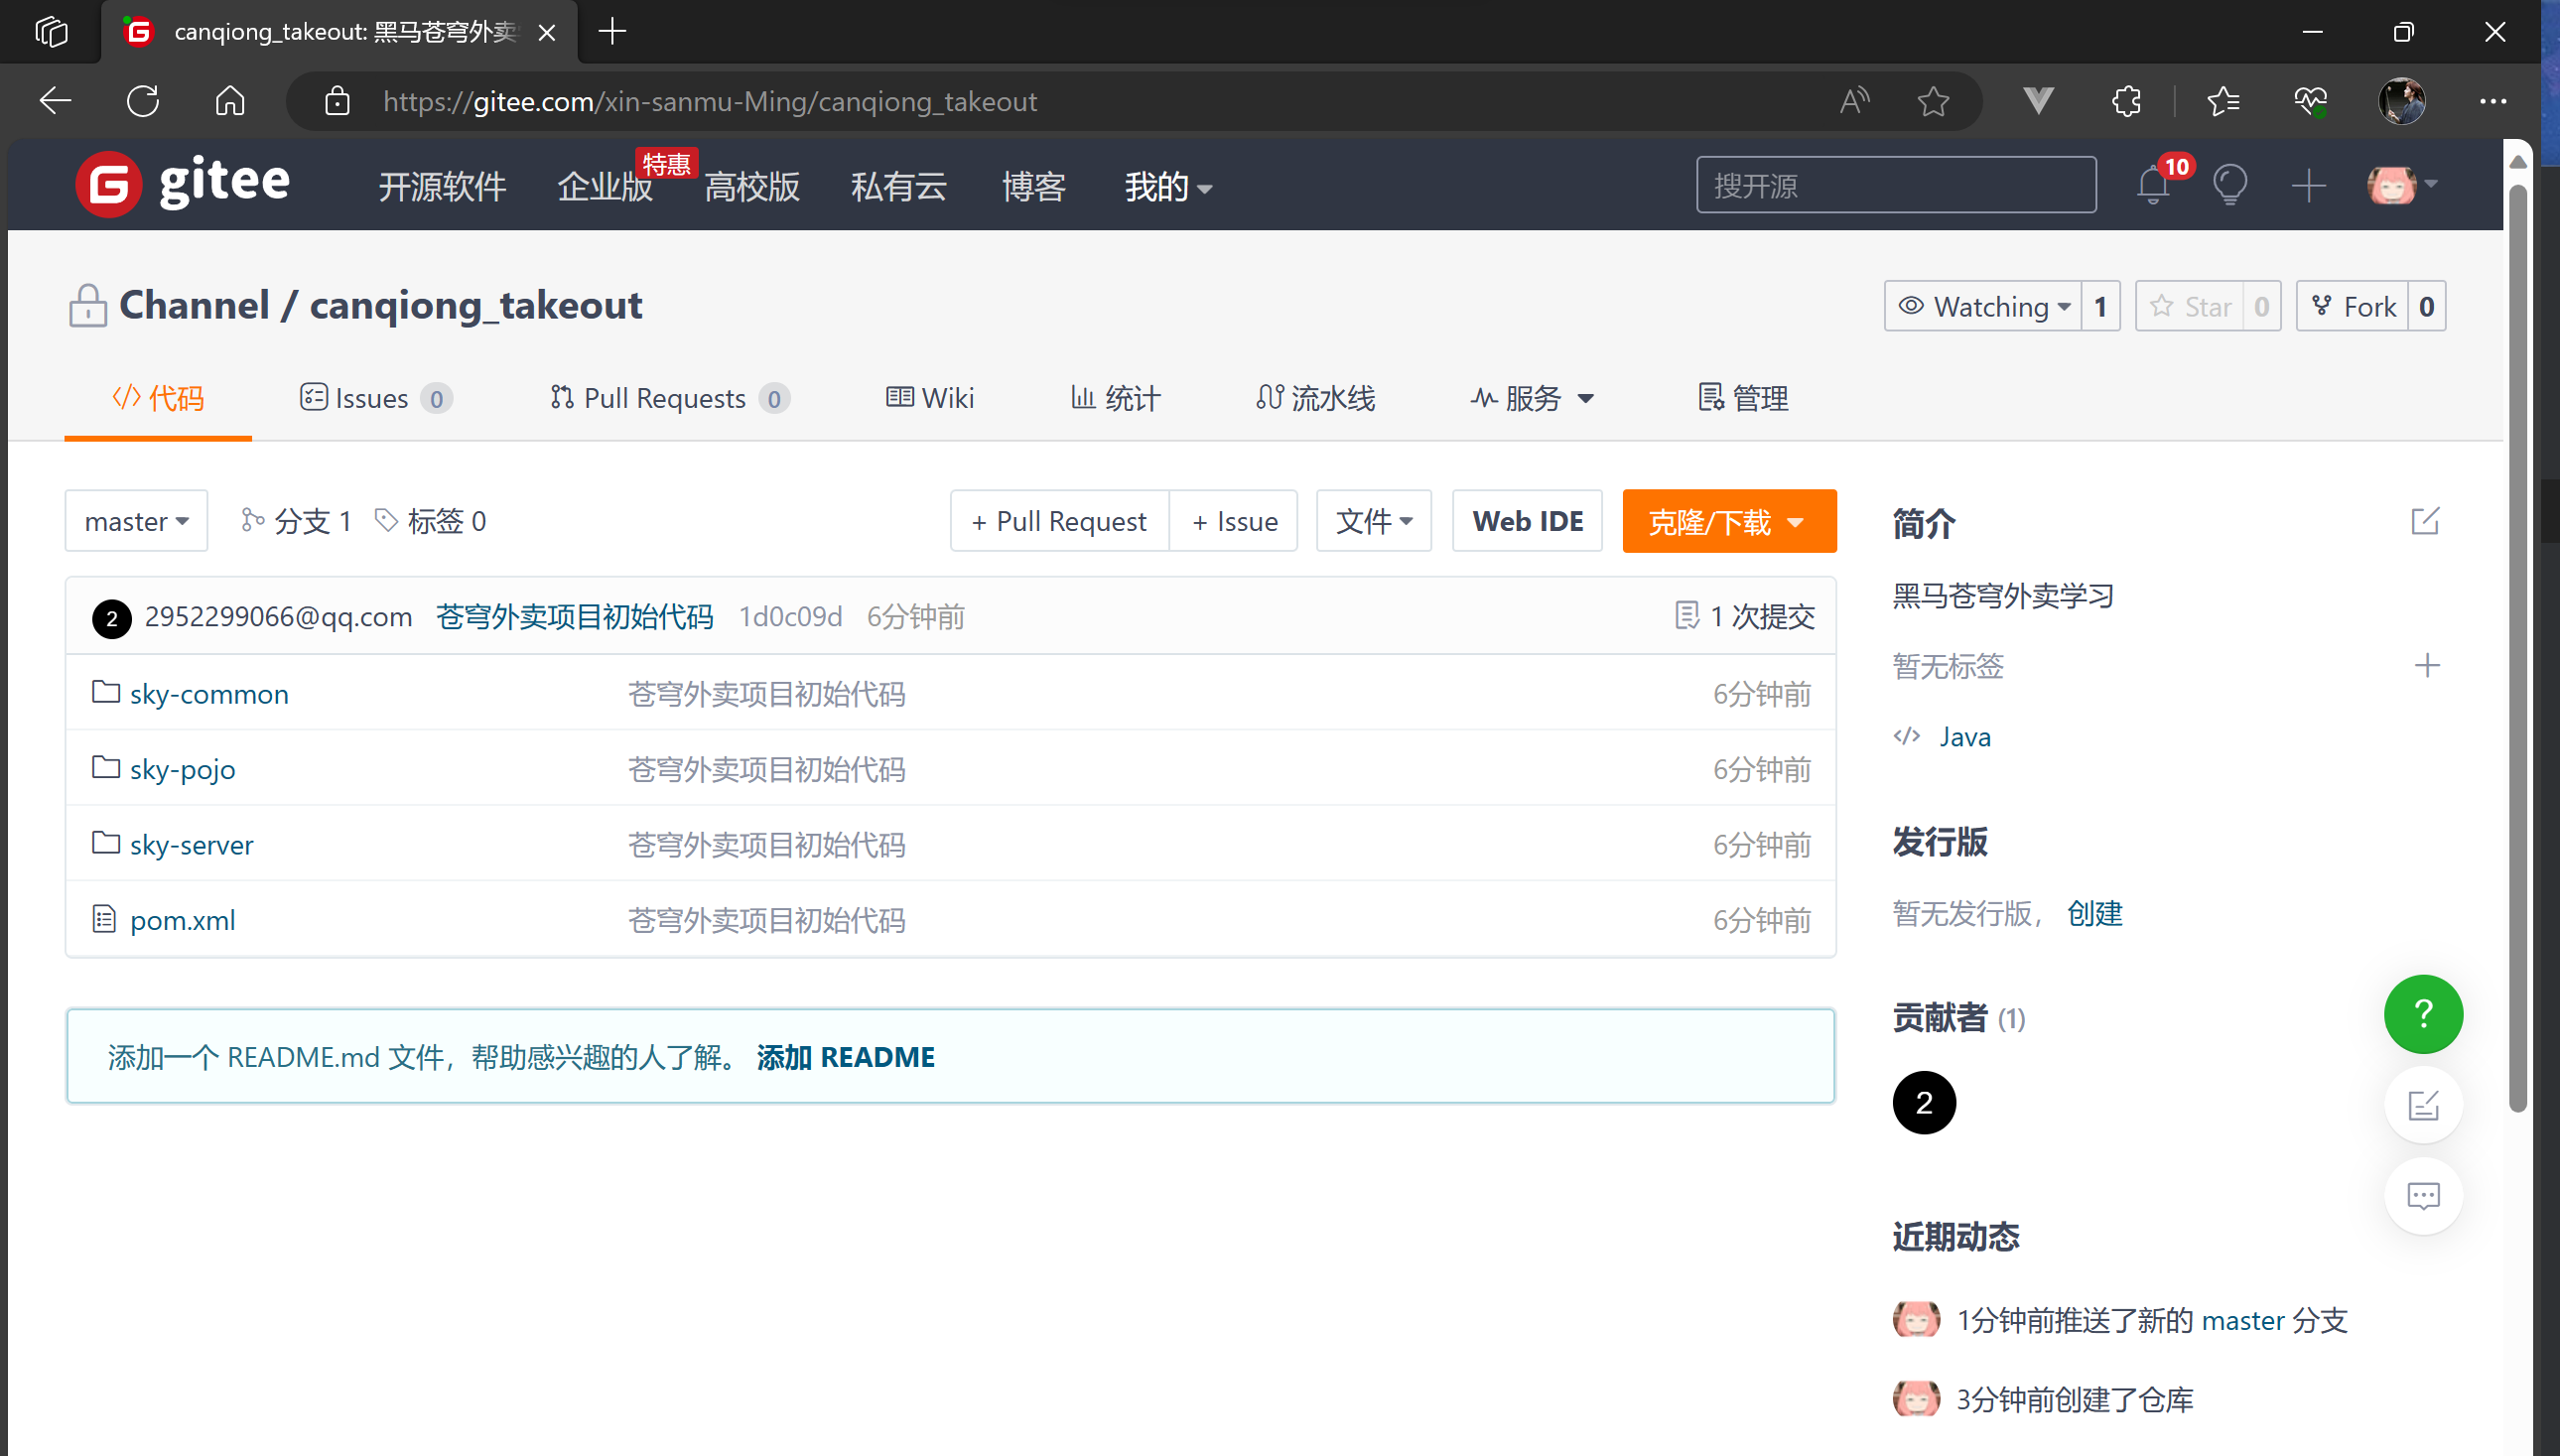 canqiong_takeout: 黑马苍穹外卖
https://gitee.com/xin-sanmu-Ming/canqiong_takeout
gitee 开源软件 企业版 特惠 高校版 私有云 博客 我的 搜开源 10
Channel / canqiong_takeout Watching 1 Star 0 Fork 0
代码 Issues 0 Pull Requests 0 Wiki 统计 流水线 服务 管理
master 分支 1 标签 0 + Pull Request + Issue 文件 Web IDE 克隆/下载
2 2952299066@qq.com 苍穹外卖项目初始代码 1d0c09d 6分钟前 1 次提交
sky-common 苍穹外卖项目初始代码 6分钟前
sky-pojo 苍穹外卖项目初始代码 6分钟前
sky-server 苍穹外卖项目初始代码 6分钟前
pom.xml 苍穹外卖项目初始代码 6分钟前
添加一个 README.md 文件，帮助感兴趣的人了解。 添加 README
简介
黑马苍穹外卖学习
暂无标签
Java
发行版
暂无发行版， 创建
贡献者 (1)
2
近期动态
1分钟前推送了新的 master 分支
3分钟前创建了仓库